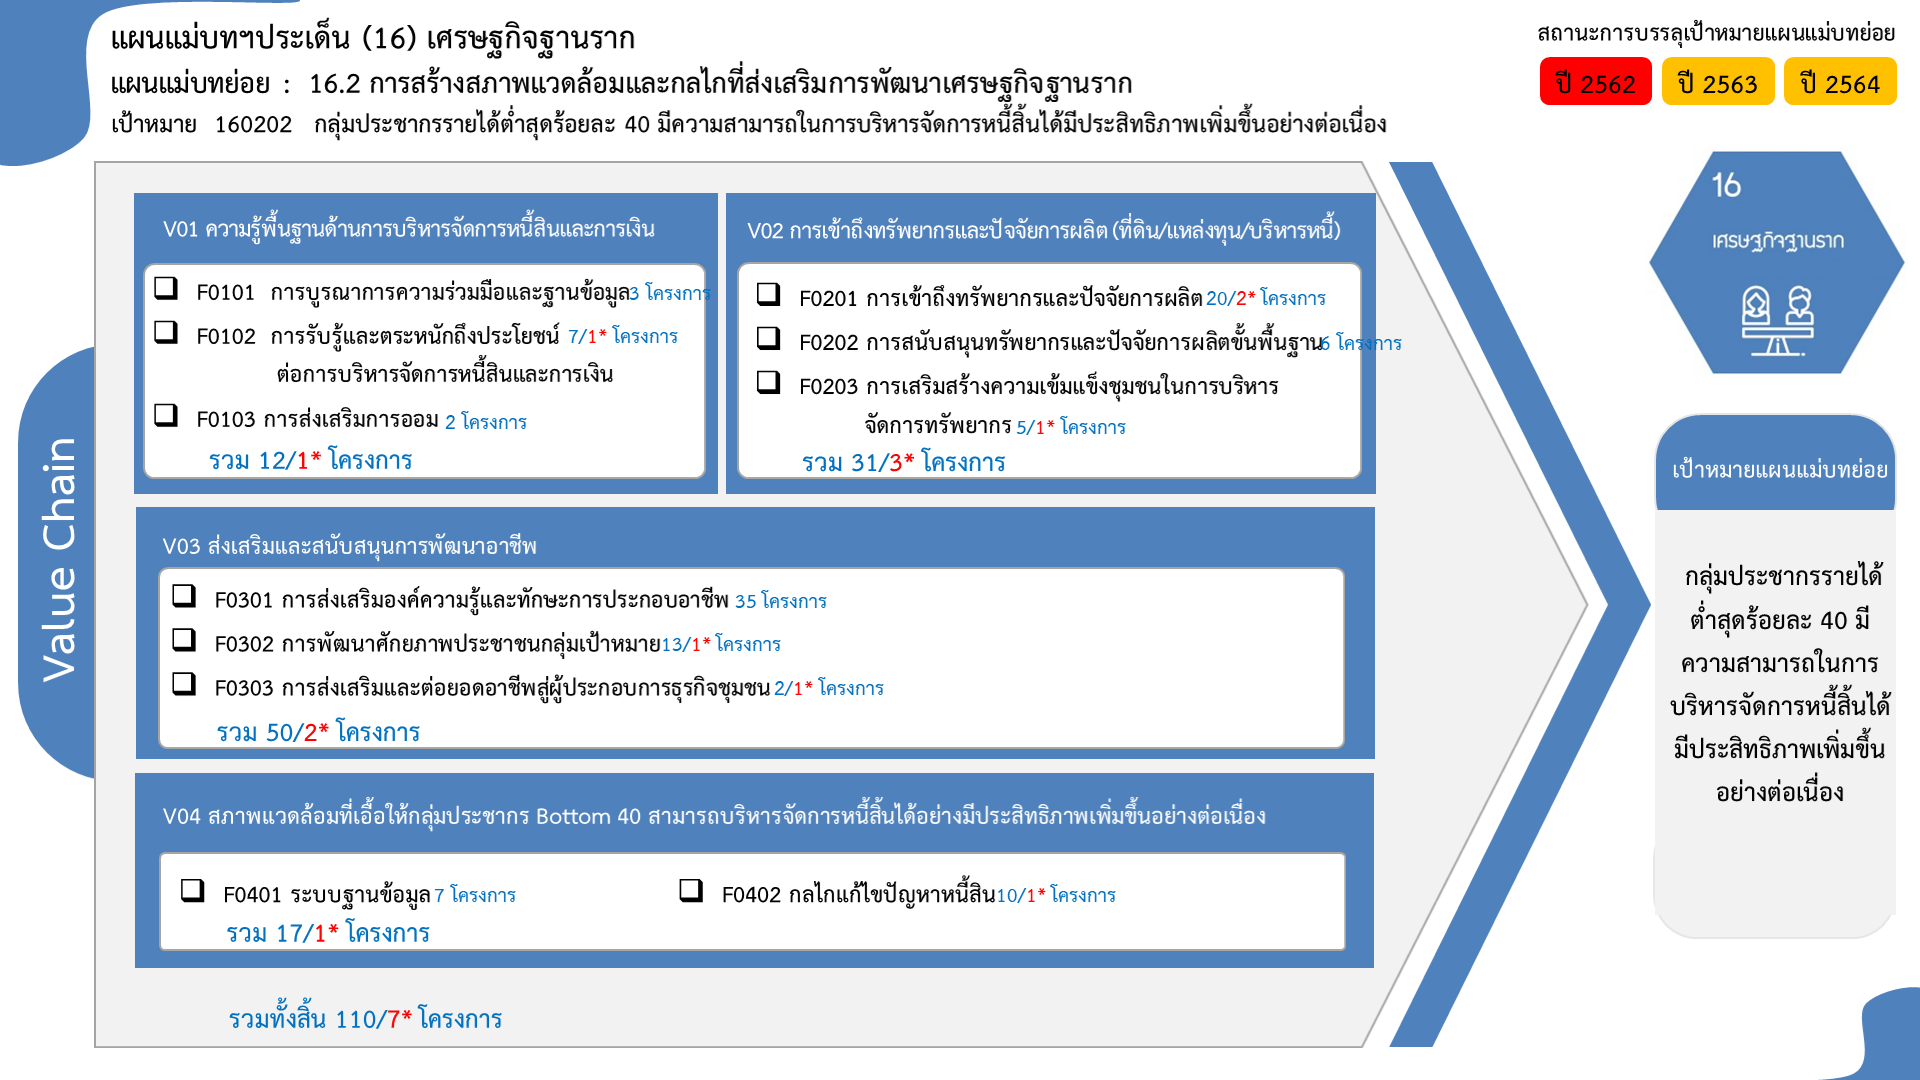 แผนแม่บทฯประเด็น (16) เศรษฐกิจฐานราก
แผนแม่บทย่อย : 16.2 การสร้างสภาพแวดล้อมและกลไกที่ส่งเสริมการพัฒนาเศรษฐกิจฐานราก
เป้าหมาย 160202 กลุ่มประชากรรายได้ต่ำสุดร้อยละ 40 มีความสามารถในการบริหารจัดการหนี้สิ้นได้มีประสิทธิภาพเพิ่มขึ้นอย่างต่อเนื่อง
สถานะการบรรลุเป้าหมายแผนแม่บทย่อย
ปี 2562 ปี 2563 ปี 2564
Value Chain
V01 ความรู้พื้นฐานด้านการบริหารจัดการหนี้สินและการเงิน
F0101 การบูรณาการความร่วมมือและฐานข้อมูล 3 โครงการ
F0102 การรับรู้และตระหนักถึงประโยชน์ 7/1* โครงการ
ต่อการบริหารจัดการหนี้สินและการเงิน
F0103 การส่งเสริมการออม 2 โครงการ
รวม 12/1* โครงการ
V02 การเข้าถึงทรัพยากรและปัจจัยการผลิต (ที่ดิน/แหล่งทุน/บริหารหนี้)
F0201 การเข้าถึงทรัพยากรและปัจจัยการผลิต 20/2* โครงการ
F0202 การสนับสนุนทรัพยากรและปัจจัยการผลิตขั้นพื้นฐาน 6 โครงการ
F0203 การเสริมสร้างความเข้มแข็งชุมชนในการบริหาร
จัดการทรัพยากร 5/1* โครงการ
รวม 31/3* โครงการ
V03 ส่งเสริมและสนับสนุนการพัฒนาอาชีพ
F0301 การส่งเสริมองค์ความรู้และทักษะการประกอบอาชีพ 35 โครงการ
F0302 การพัฒนาศักยภาพประชาชนกลุ่มเป้าหมาย 13/1* โครงการ
F0303 การส่งเสริมและต่อยอดอาชีพสู่ผู้ประกอบการธุรกิจชุมชน 2/1* โครงการ
รวม 50/2* โครงการ
V04 สภาพแวดล้อมที่เอื้อให้กลุ่มประชากร Bottom 40 สามารถบริหารจัดการหนี้สิ้นได้อย่างมีประสิทธิภาพเพิ่มขึ้นอย่างต่อเนื่อง
F0401 ระบบฐานข้อมูล 7 โครงการ
F0402 กลไกแก้ไขปัญหาหนี้สิน 10/1* โครงการ
รวม 17/1* โครงการ
รวมทั้งสิ้น 110/7* โครงการ
16
เศรษฐกิจฐานราก
เป้าหมายแผนแม่บทย่อย
กลุ่มประชากรรายได้
ต่ำสุดร้อยละ 40 มี
ความสามารถในการ
บริหารจัดการหนี้สิ้นได้
มีประสิทธิภาพเพิ่มขึ้น
อย่างต่อเนื่อง